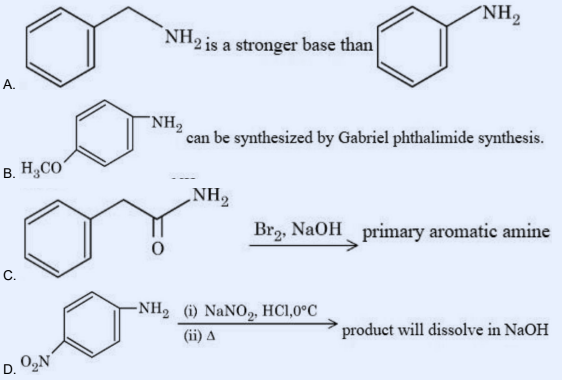 A. NH₂ is a stronger base than NH₂
B. H₃CO NH₂ can be synthesized by Gabriel phthalimide synthesis.
C. NH₂ O Br₂, NaOH primary aromatic amine
D. O₂N NH₂ (i) NaNO₂, HCl,0°C
(ii) Δ product will dissolve in NaOH